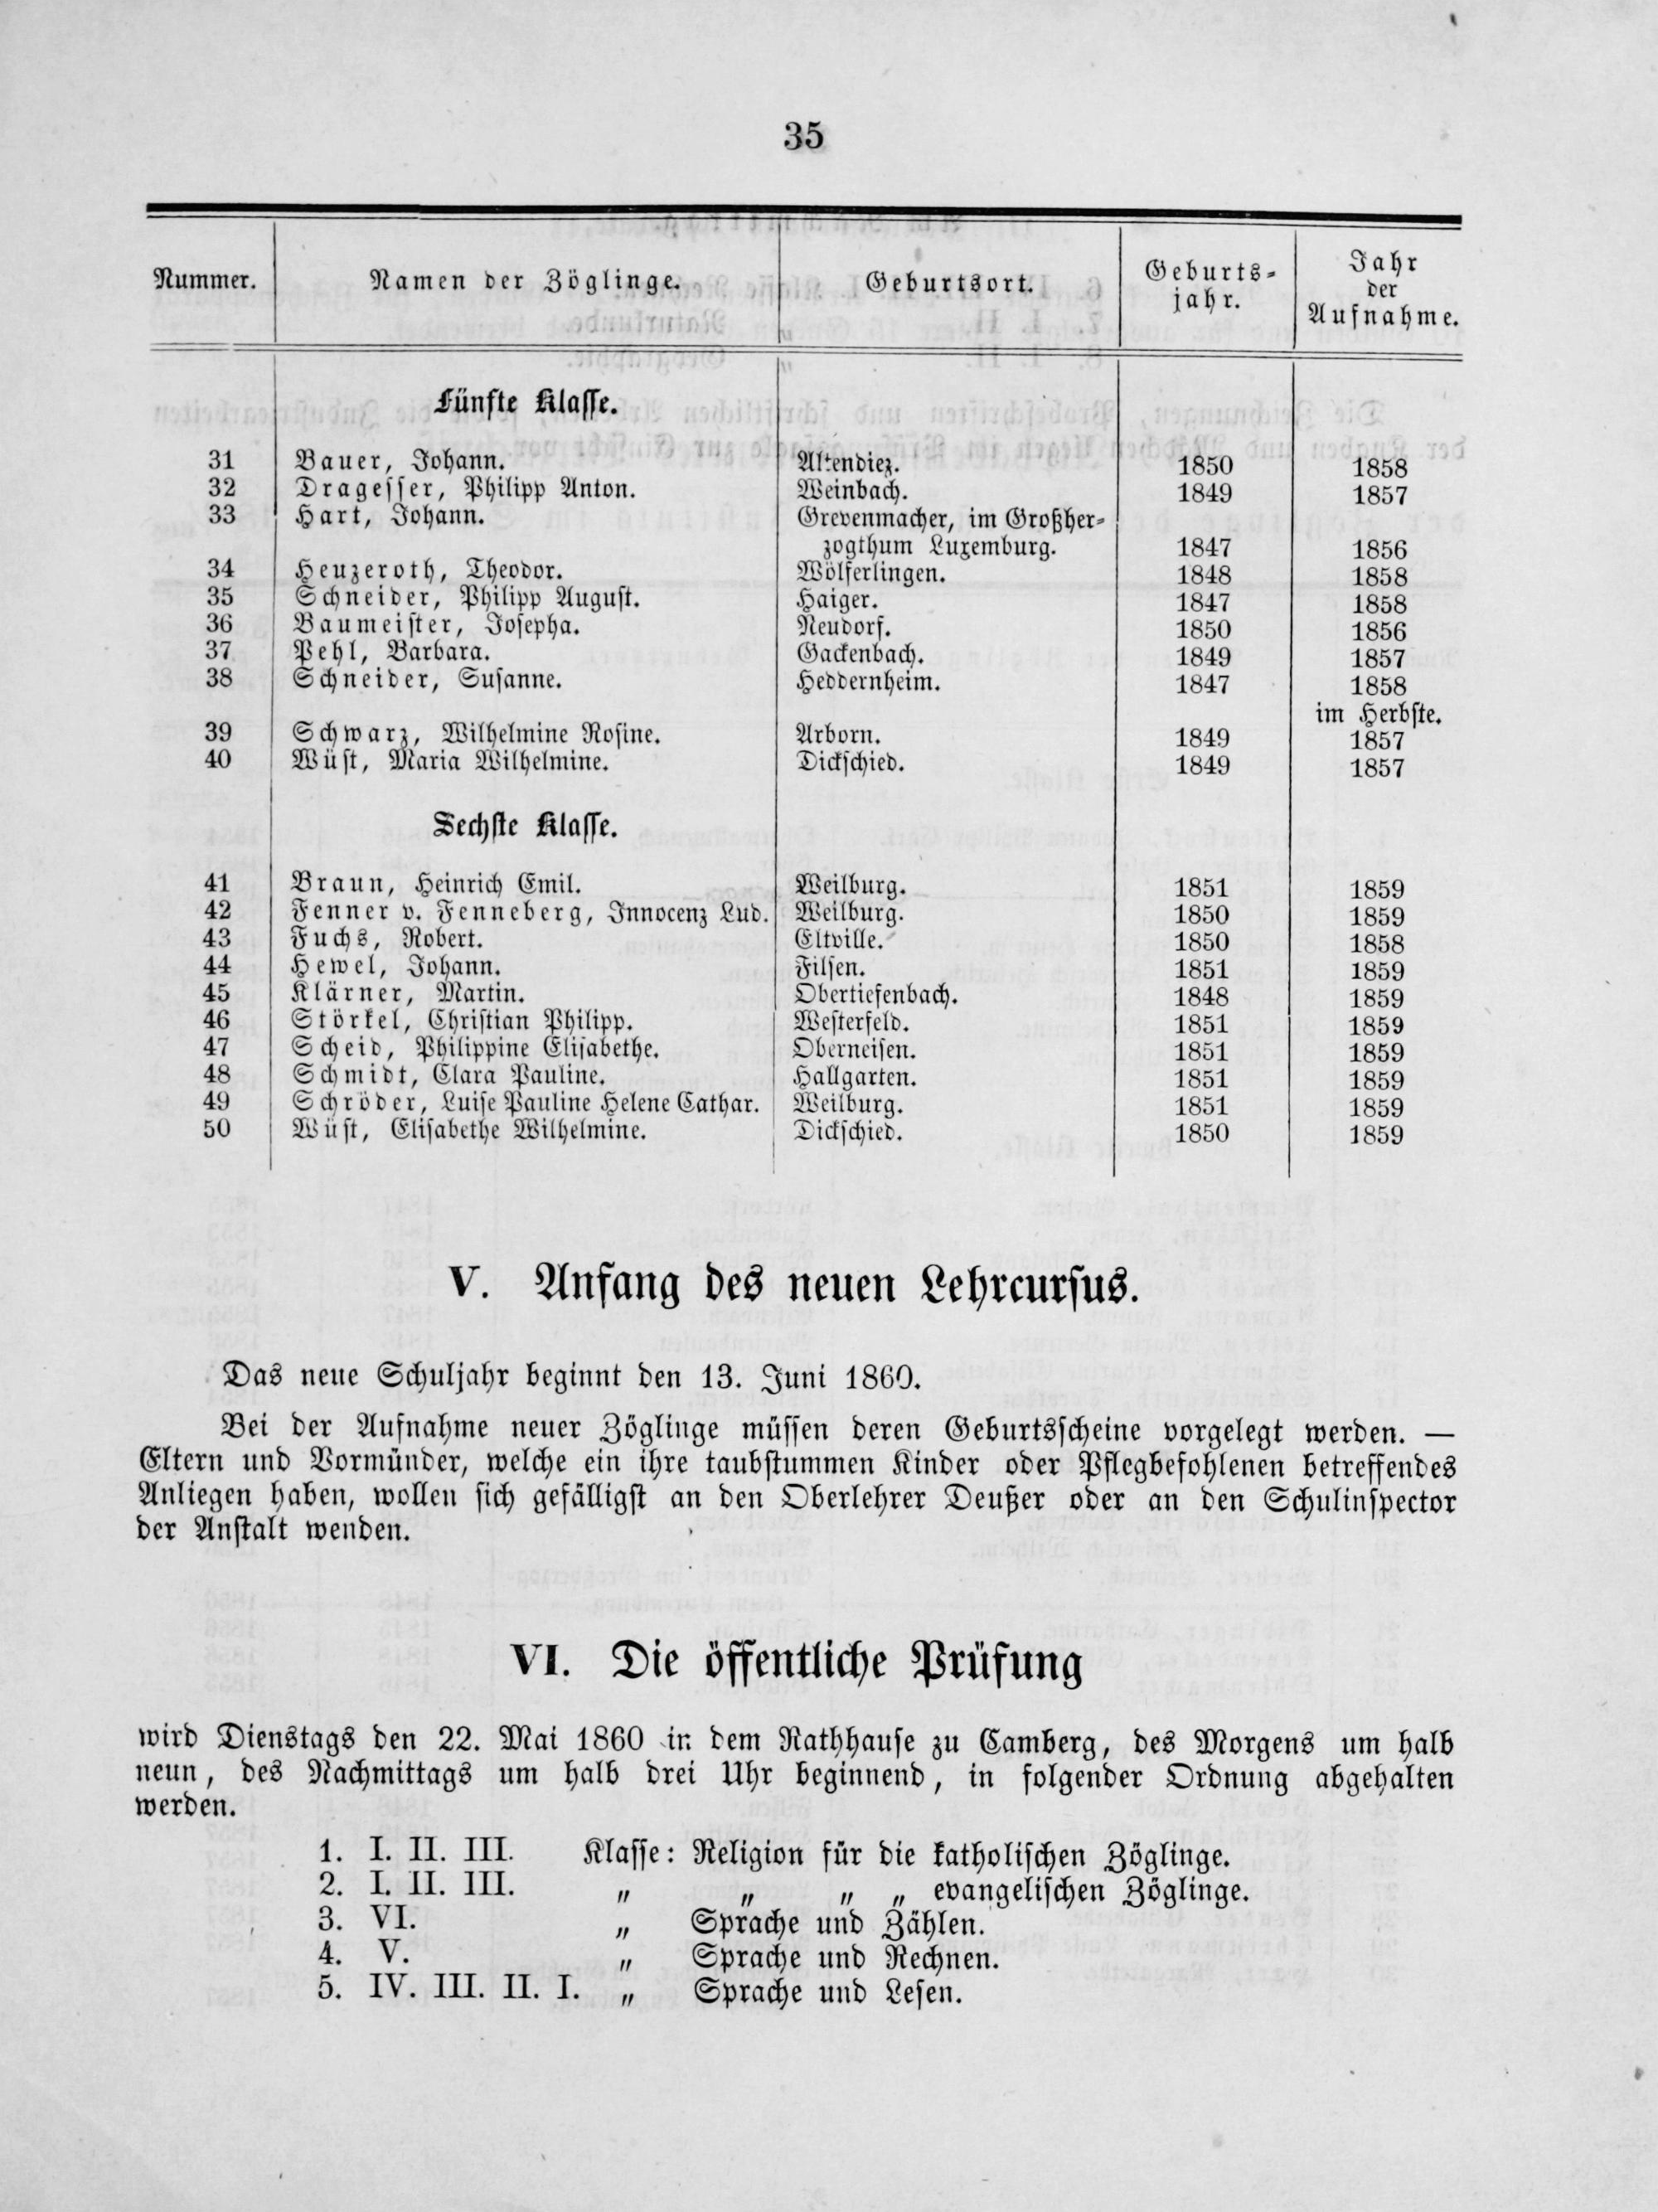 35
Nummer. Namen der Zöglinge. Geburtsort. Geburts- jahr. Jahr der Aufnahme.
Fünfte Klasse.
31 Bauer, Johann. Altendiez. 1850 1858
32 Dragesser, Philipp Anton. Weinbach. 1849 1857
33 Hart, Johann. Grevenmacher, im Großher-
zogthum Luxemburg. 1847 1856
34 Heuzeroth, Theodor. Wölferlingen. 1848 1858
35 Schneider, Philipp August. Haiger. 1847 1858
36 Baumeister, Josepha. Neudorf. 1850 1856
37 Pehl, Barbara. Gackenbach. 1849 1857
38 Schneider, Susanne. Heddernheim. 1847 1858
im Herbste.
39 Schwarz, Wilhelmine Rosine. Arborn. 1849 1857
40 Wüst, Maria Wilhelmine. Dickschied. 1849 1857
Sechste Klasse.
41 Braun, Heinrich Emil. Weilburg. 1851 1859
42 Fenner v. Fenneberg, Innocenz Lud. Weilburg. 1850 1859
43 Fuchs, Robert. Eltville. 1850 1858
44 Hewel, Johann. Filsen. 1851 1859
45 Klärner, Martin. Obertiefenbach. 1848 1859
46 Störkel, Christian Philipp. Westerfeld. 1851 1859
47 Scheid, Philippine Elisabethe. Oberneisen. 1851 1859
48 Schmidt, Clara Pauline. Hallgarten. 1851 1859
49 Schröder, Luise Pauline Helene Cathar. Weilburg. 1851 1859
50 Wüst, Elisabethe Wilhelmine. Dickschied. 1850 1859
V. Anfang des neuen Lehrcursus.
Das neue Schuljahr beginnt den 13. Juni 1860.
Bei der Aufnahme neuer Zöglinge müssen deren Geburtsscheine vorgelegt werden. —
Eltern und Vormünder, welche ein ihre taubstummen Kinder oder Pflegbefohlenen betreffendes
Anliegen haben, wollen sich gefälligst an den Oberlehrer Deußer oder an den Schulinspector
der Anstalt wenden.
VI. Die öffentliche Prüfung
wird Dienstags den 22. Mai 1860 in dem Rathhause zu Camberg, des Morgens um halb
neun, des Nachmittags um halb drei Uhr beginnend, in folgender Ordnung abgehalten
werden.
1. I. II. III. Klasse: Religion für die katholischen Zöglinge.
2. I. II. III. „ „ „ „ evangelischen Zöglinge.
3. VI. „ Sprache und Zählen.
4. V. „ Sprache und Rechnen.
5. IV. III. II. I. „ Sprache und Lesen.